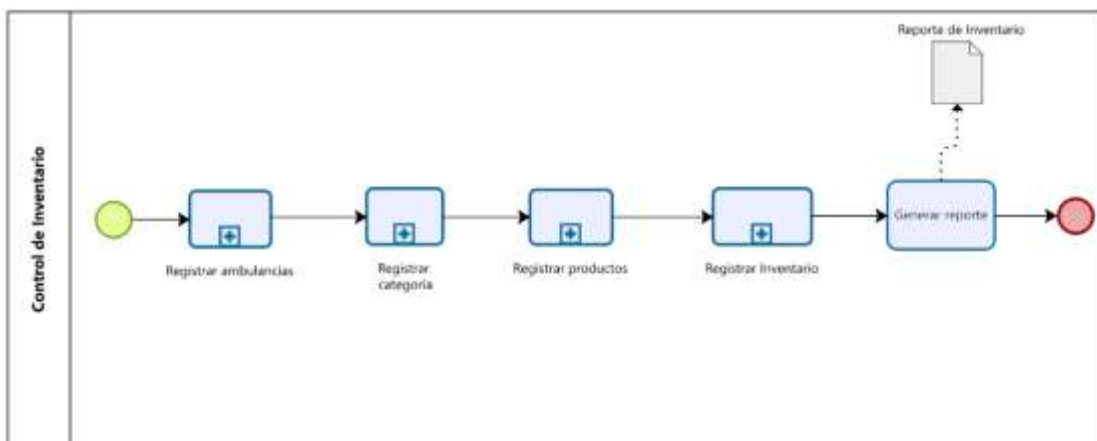 Control de Inventario
Reporte de Inventario
Registrar ambulancias
Registrar
categoría
Registrar productos
Registrar Inventario
Generar reporte